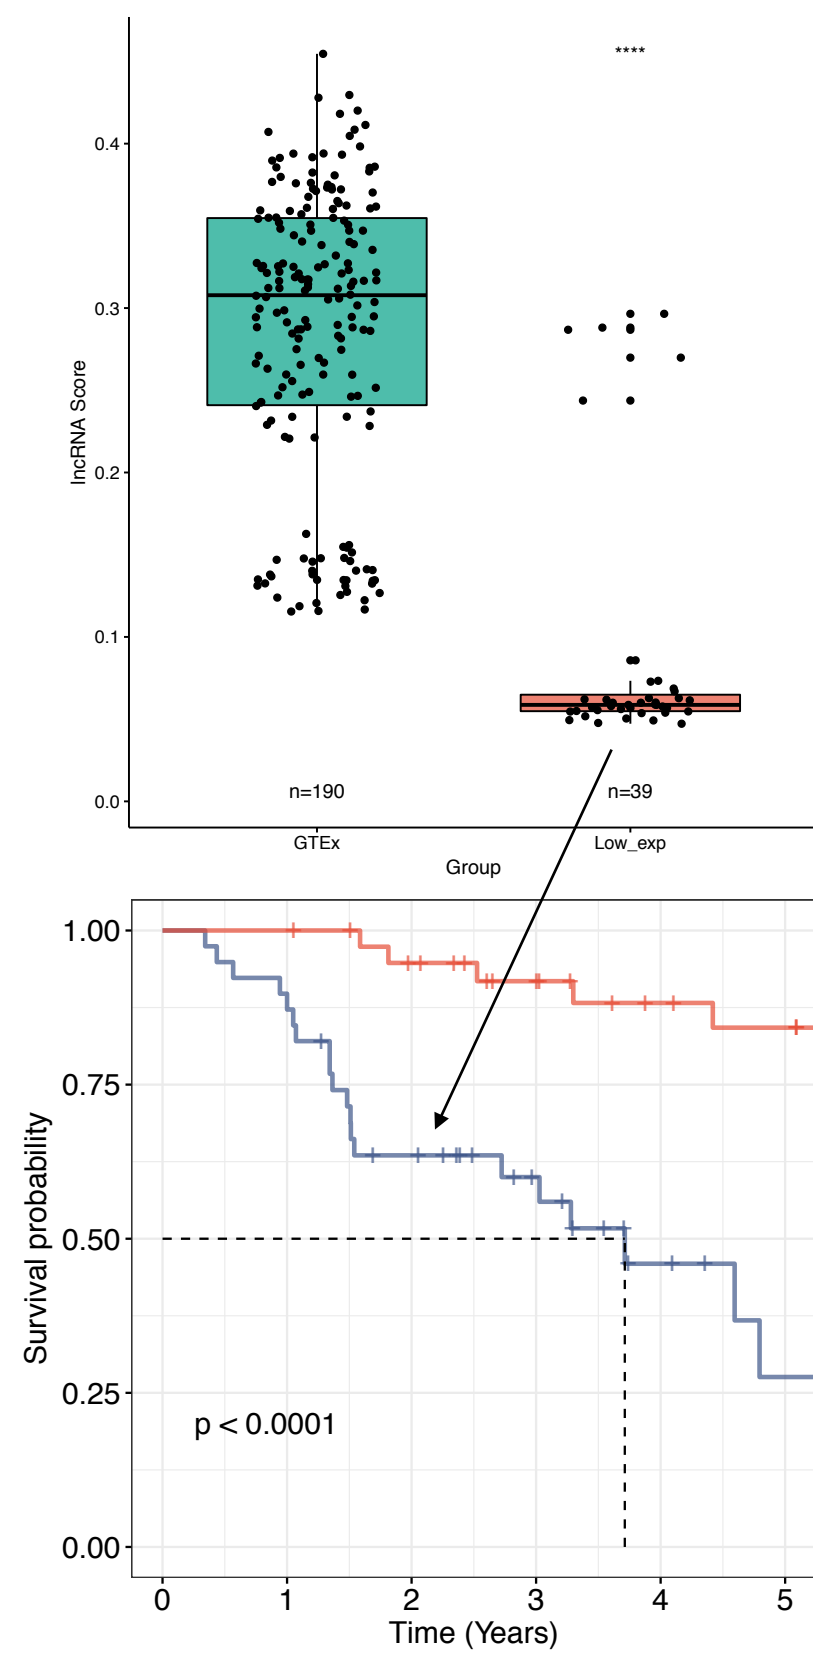 ****
0.4
0.3
0.2
0.1
0.0
lncRNA Score
n=190
n=39
GTEx
Low_exp
Group
1.00
0.75
0.50
0.25
0.00
Survival probability
p < 0.0001
0 1 2 3 4 5
Time (Years)